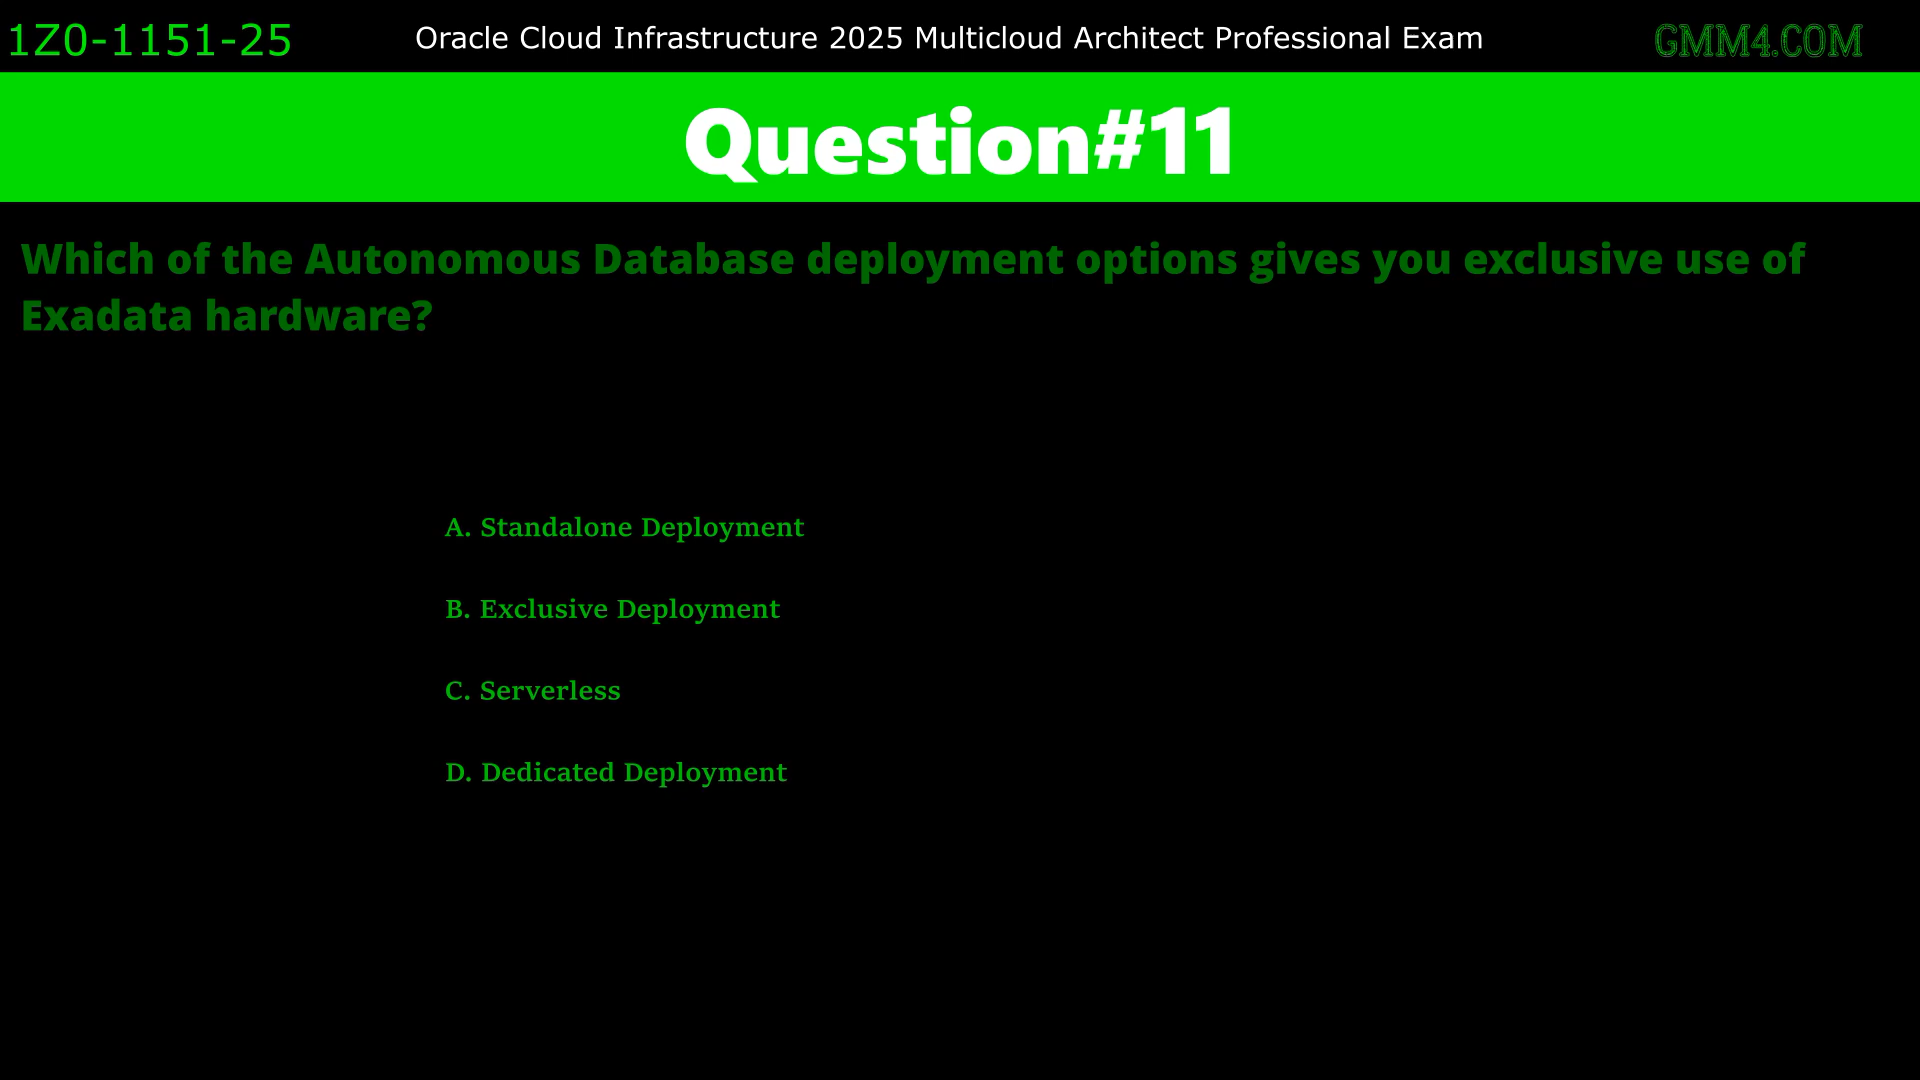 1Z0-1151-25
Oracle Cloud Infrastructure 2025 Multicloud Architect Professional Exam
GMM4.COM
Question#11
Which of the Autonomous Database deployment options gives you exclusive use of
Exadata hardware?
A. Standalone Deployment
B. Exclusive Deployment
C. Serverless
D. Dedicated Deployment